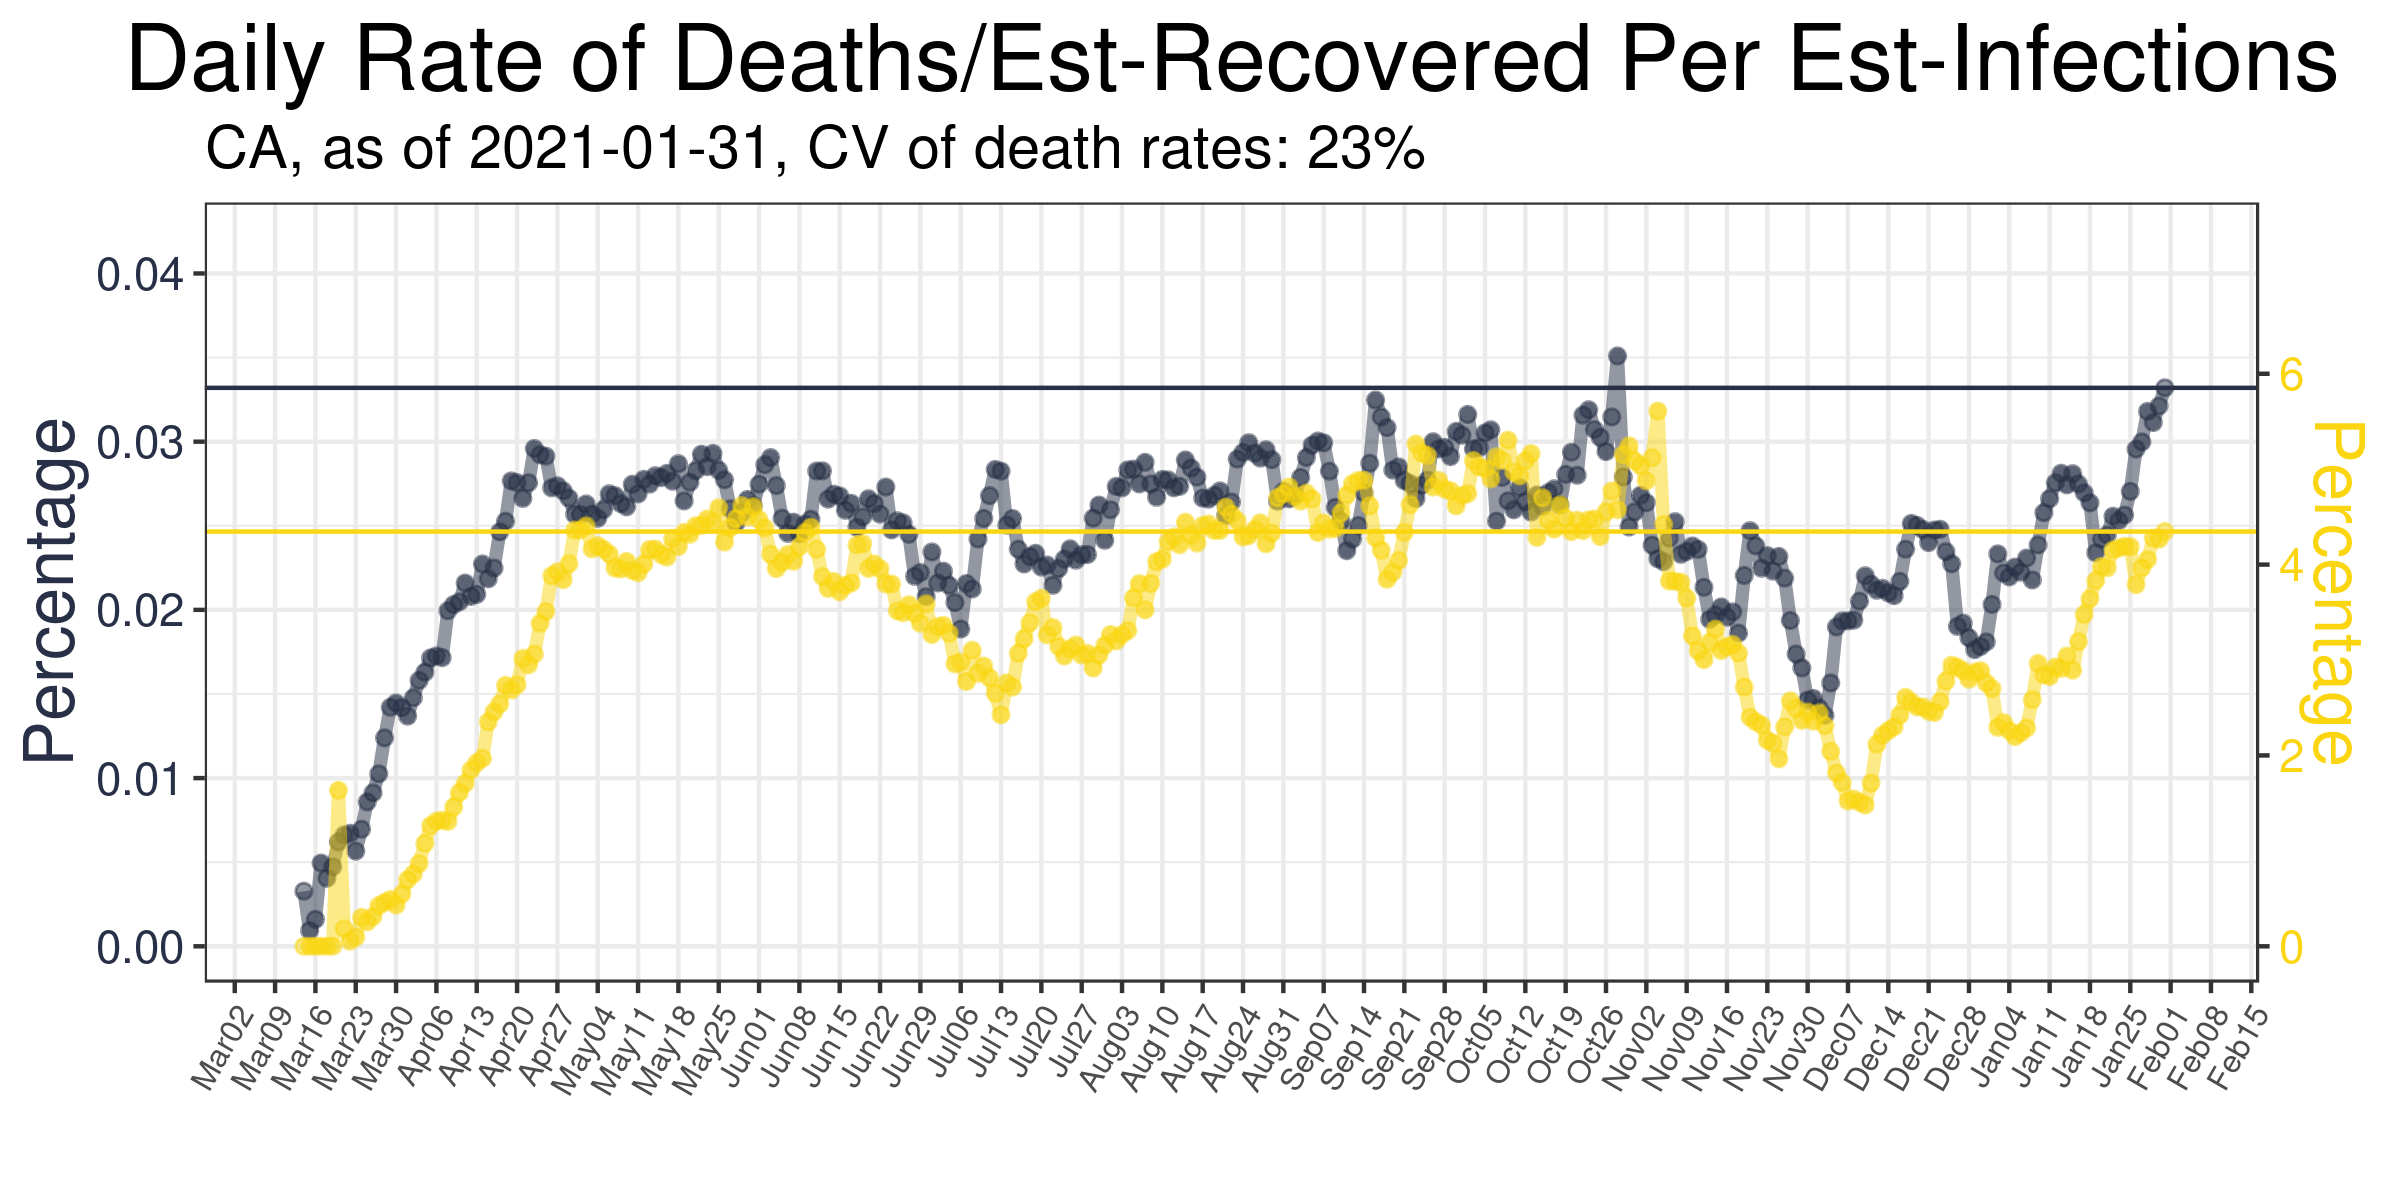 Daily Rate of Deaths/Est-Recovered Per Est-Infections
CA, as of 2021-01-31, CV of death rates: 23%
Percentage
0.04
0.03
0.02
0.01
0.00
6
4
2
0
Percentage
Mar02 Mar09 Mar16 Mar23 Mar30 Apr06 Apr13 Apr20 Apr27 May04 May11 May18 May25 Jun01 Jun08 Jun15 Jun22 Jun29 Jul06 Jul13 Jul20 Jul27 Aug03 Aug10 Aug17 Aug24 Aug31 Sep07 Sep14 Sep21 Sep28 Oct05 Oct12 Oct19 Oct26 Nov02 Nov09 Nov16 Nov23 Nov30 Dec07 Dec14 Dec21 Dec28 Jan04 Jan11 Jan18 Jan25 Feb01 Feb08 Feb15